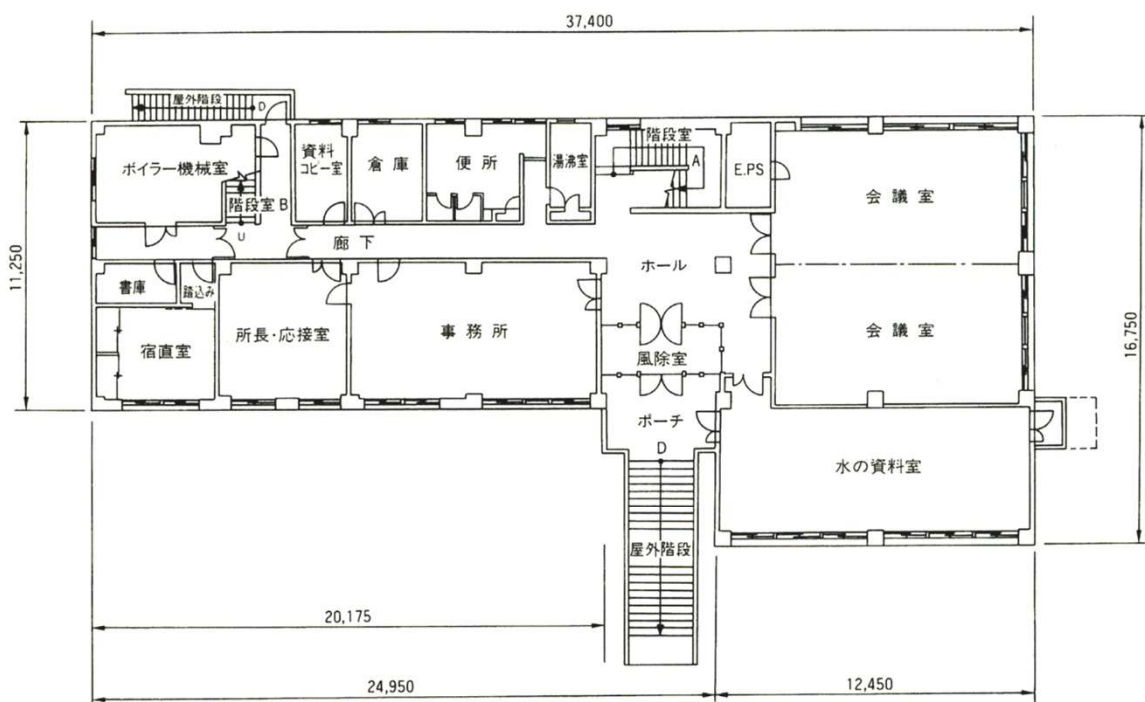 37,400
屋外階段
D
ボイラー機械室
階段室 B
U
資料
コピー室
倉庫
便所
湯沸室
階段室
A
E.PS
会議室
11,250
廊下
ホール
16,750
書庫
踏込み
宿直室
所長・応接室
事務所
風除室
会議室
ポーチ
D
水の資料室
屋外階段
20,175
24,950
12,450